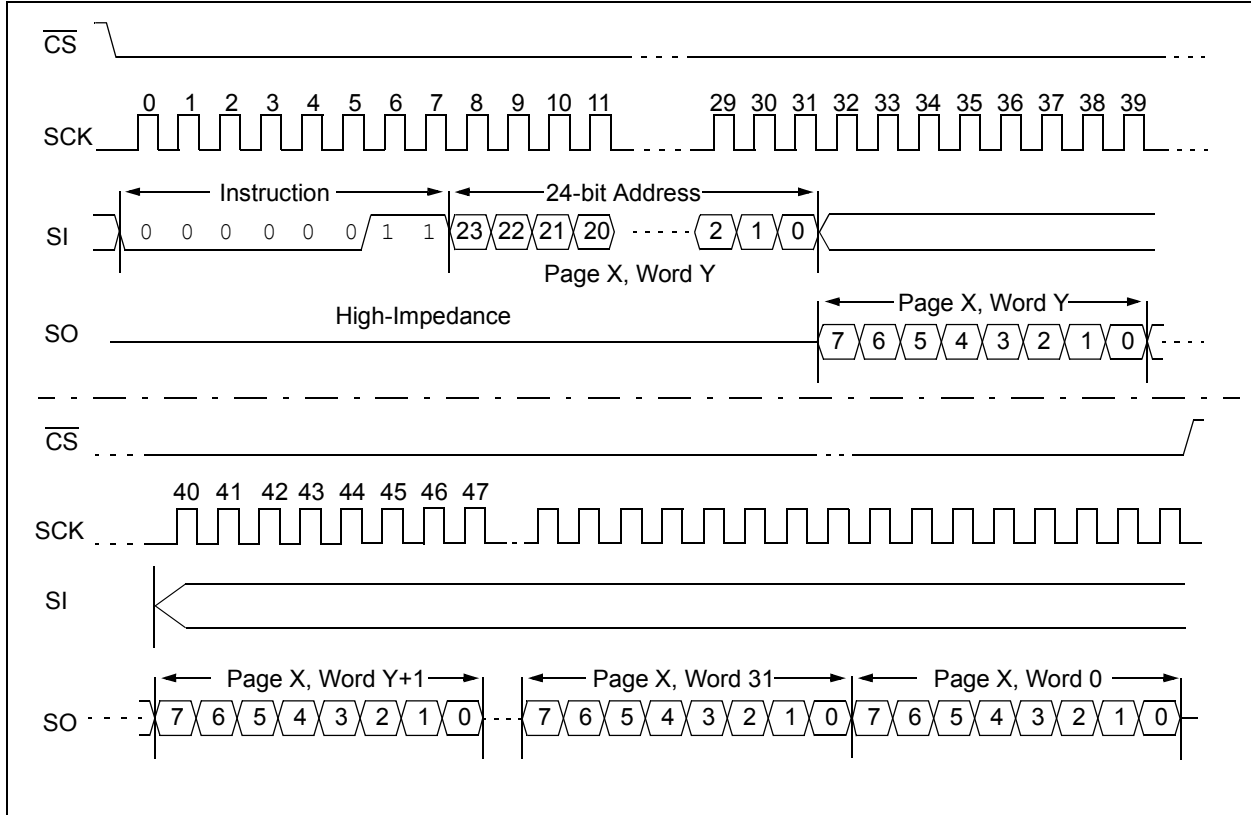 CS
0 1 2 3 4 5 6 7 8 9 10 11 29 30 31 32 33 34 35 36 37 38 39
SCK
Instruction 24-bit Address
SI 0 0 0 0 0 0 1 1 23 22 21 20 2 1 0
Page X, Word Y
High-Impedance Page X, Word Y
SO 7 6 5 4 3 2 1 0
CS
40 41 42 43 44 45 46 47
SCK
SI
Page X, Word Y+1 Page X, Word 31 Page X, Word 0
SO 7 6 5 4 3 2 1 0 7 6 5 4 3 2 1 0 7 6 5 4 3 2 1 0